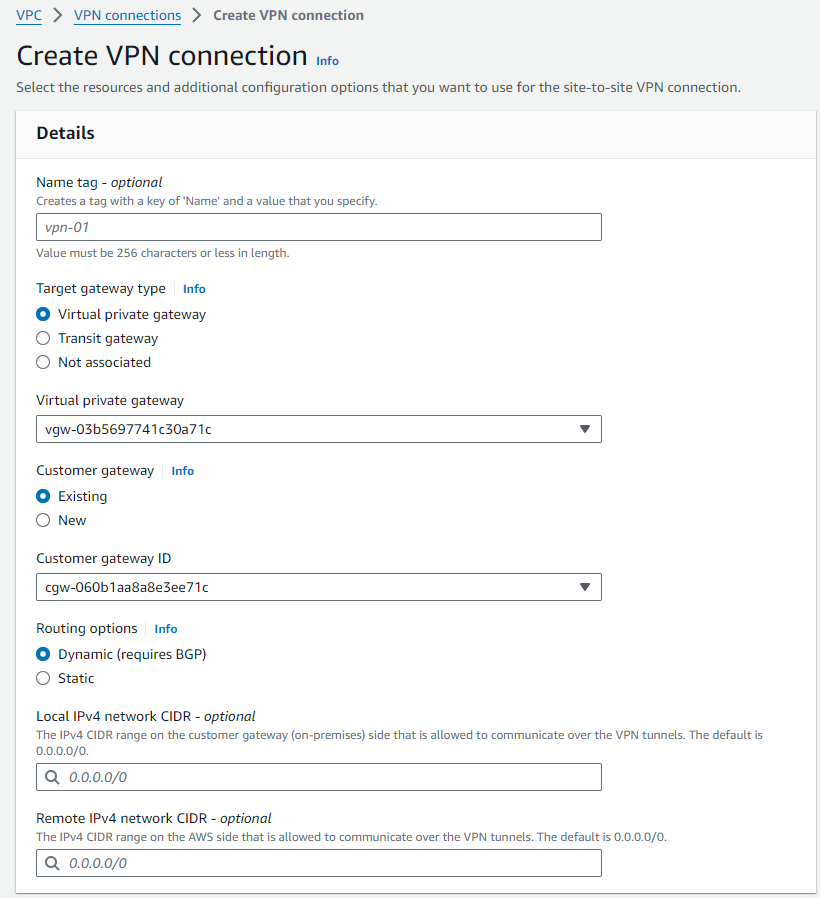 VPC > VPN connections > Create VPN connection
Create VPN connection Info
Select the resources and additional configuration options that you want to use for the site-to-site VPN connection.
Details
Name tag - optional
Creates a tag with a key of 'Name' and a value that you specify.
vpn-01
Value must be 256 characters or less in length.
Target gateway type Info
Virtual private gateway
Transit gateway
Not associated
Virtual private gateway
vgw-03b5697741c30a71c
Customer gateway Info
Existing
New
Customer gateway ID
cgw-060b1aa8a8e3ee71c
Routing options Info
Dynamic (requires BGP)
Static
Local IPv4 network CIDR - optional
The IPv4 CIDR range on the customer gateway (on-premises) side that is allowed to communicate over the VPN tunnels. The default is
0.0.0.0/0.
0.0.0.0/0
Remote IPv4 network CIDR - optional
The IPv4 CIDR range on the AWS side that is allowed to communicate over the VPN tunnels. The default is 0.0.0.0/0.
0.0.0.0/0